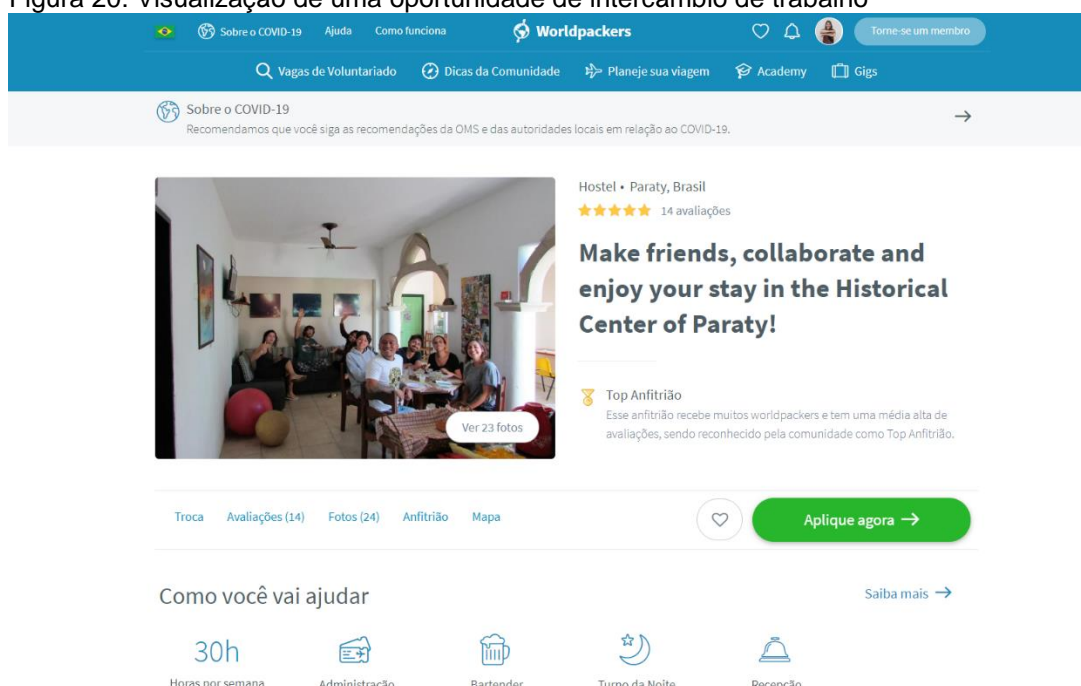 Figura 20: Visualização de uma oportunidade de intercâmbio de trabalho
Sobre o COVID-19 Ajuda Como funciona Worldpackers Torne-se um membro
Vagas de Voluntariado Dicas da Comunidade Planeje sua viagem Academy Gigs
Sobre o COVID-19
Recomendamos que você siga as recomendações da OMS e das autoridades locais em relação ao COVID-19.
Hostel • Paraty, Brasil
14 avaliações
Make friends, collaborate and
enjoy your stay in the Historical
Center of Paraty!
Top Anfitrião
Esse anfitrião recebe muitos worldpackers e tem uma média alta de
avaliações, sendo reconhecido pela comunidade como Top Anfitrião.
Ver 23 fotos
Troca Avaliações (14) Fotos (24) Anfitrião Mapa Aplique agora →
Como você vai ajudar Saiba mais →
30h
Horas por semana Administração Bartender Turno da Noite Recepção